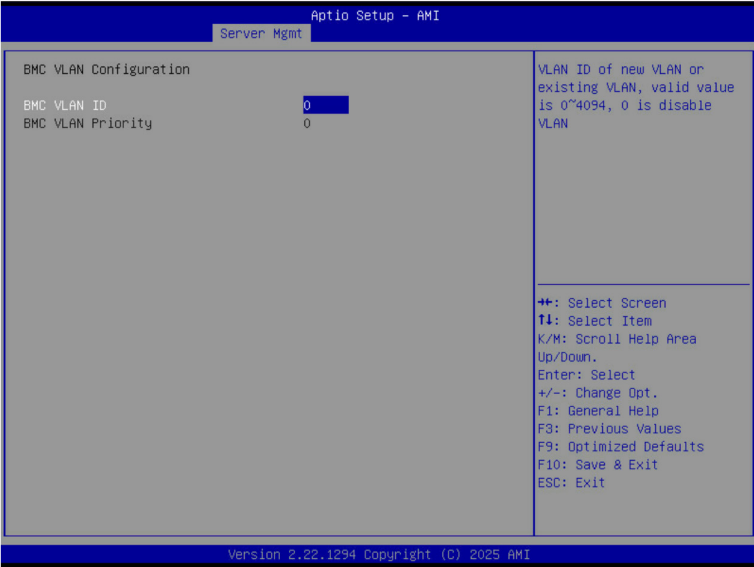 Aptio Setup – AMI
Server Mgmt
BMC VLAN Configuration
BMC VLAN ID 0
BMC VLAN Priority 0
VLAN ID of new VLAN or
existing VLAN, valid value
is 0~4094, 0 is disable
VLAN
→←: Select Screen
↑↓: Select Item
K/M: Scroll Help Area
Up/Down.
Enter: Select
+/-: Change Opt.
F1: General Help
F3: Previous Values
F9: Optimized Defaults
F10: Save & Exit
ESC: Exit
Version 2.22.1294 Copyright (C) 2025 AMI